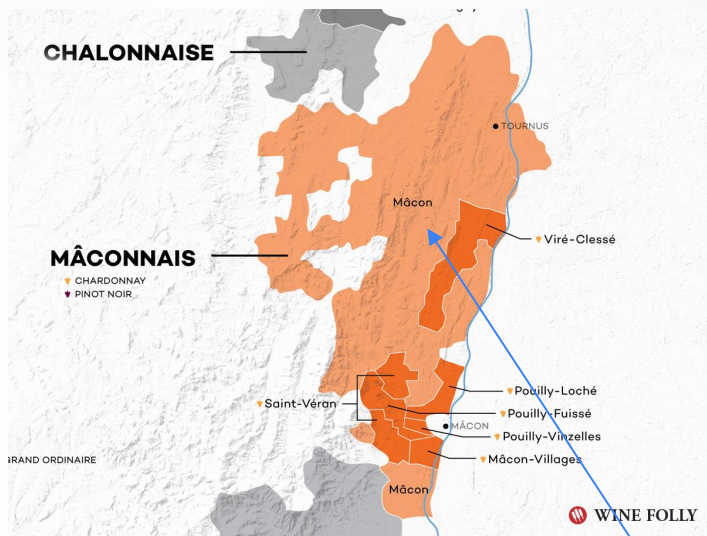 CHALONNAISE
TOURNUS
Mâcon
Viré-Clessé
MÂCONNAIS
CHARDONNAY
PINOT NOIR
Pouilly-Loché
Saint-Véran
Pouilly-Fuissé
MÂCON
Pouilly-Vinzelles
GRAND ORDINAIRE
Mâcon-Villages
Mâcon
WINE FOLLY